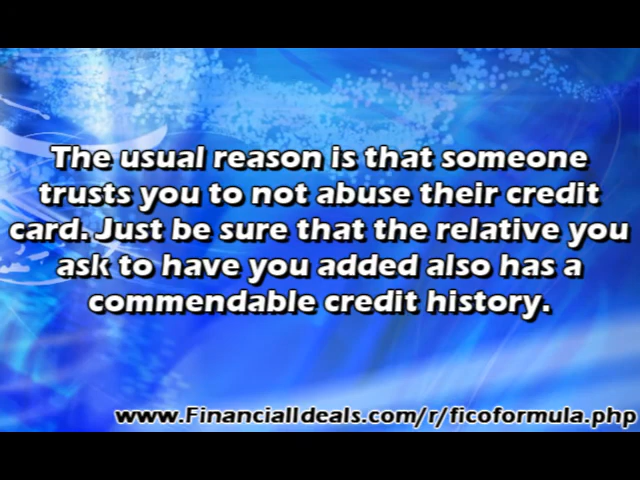 The usual reason is that someone
trusts you to not abuse their credit
card. Just be sure that the relative you
ask to have you added also has a
commendable credit history.
www.FinancialIdeals.com/r/ficoformula.php